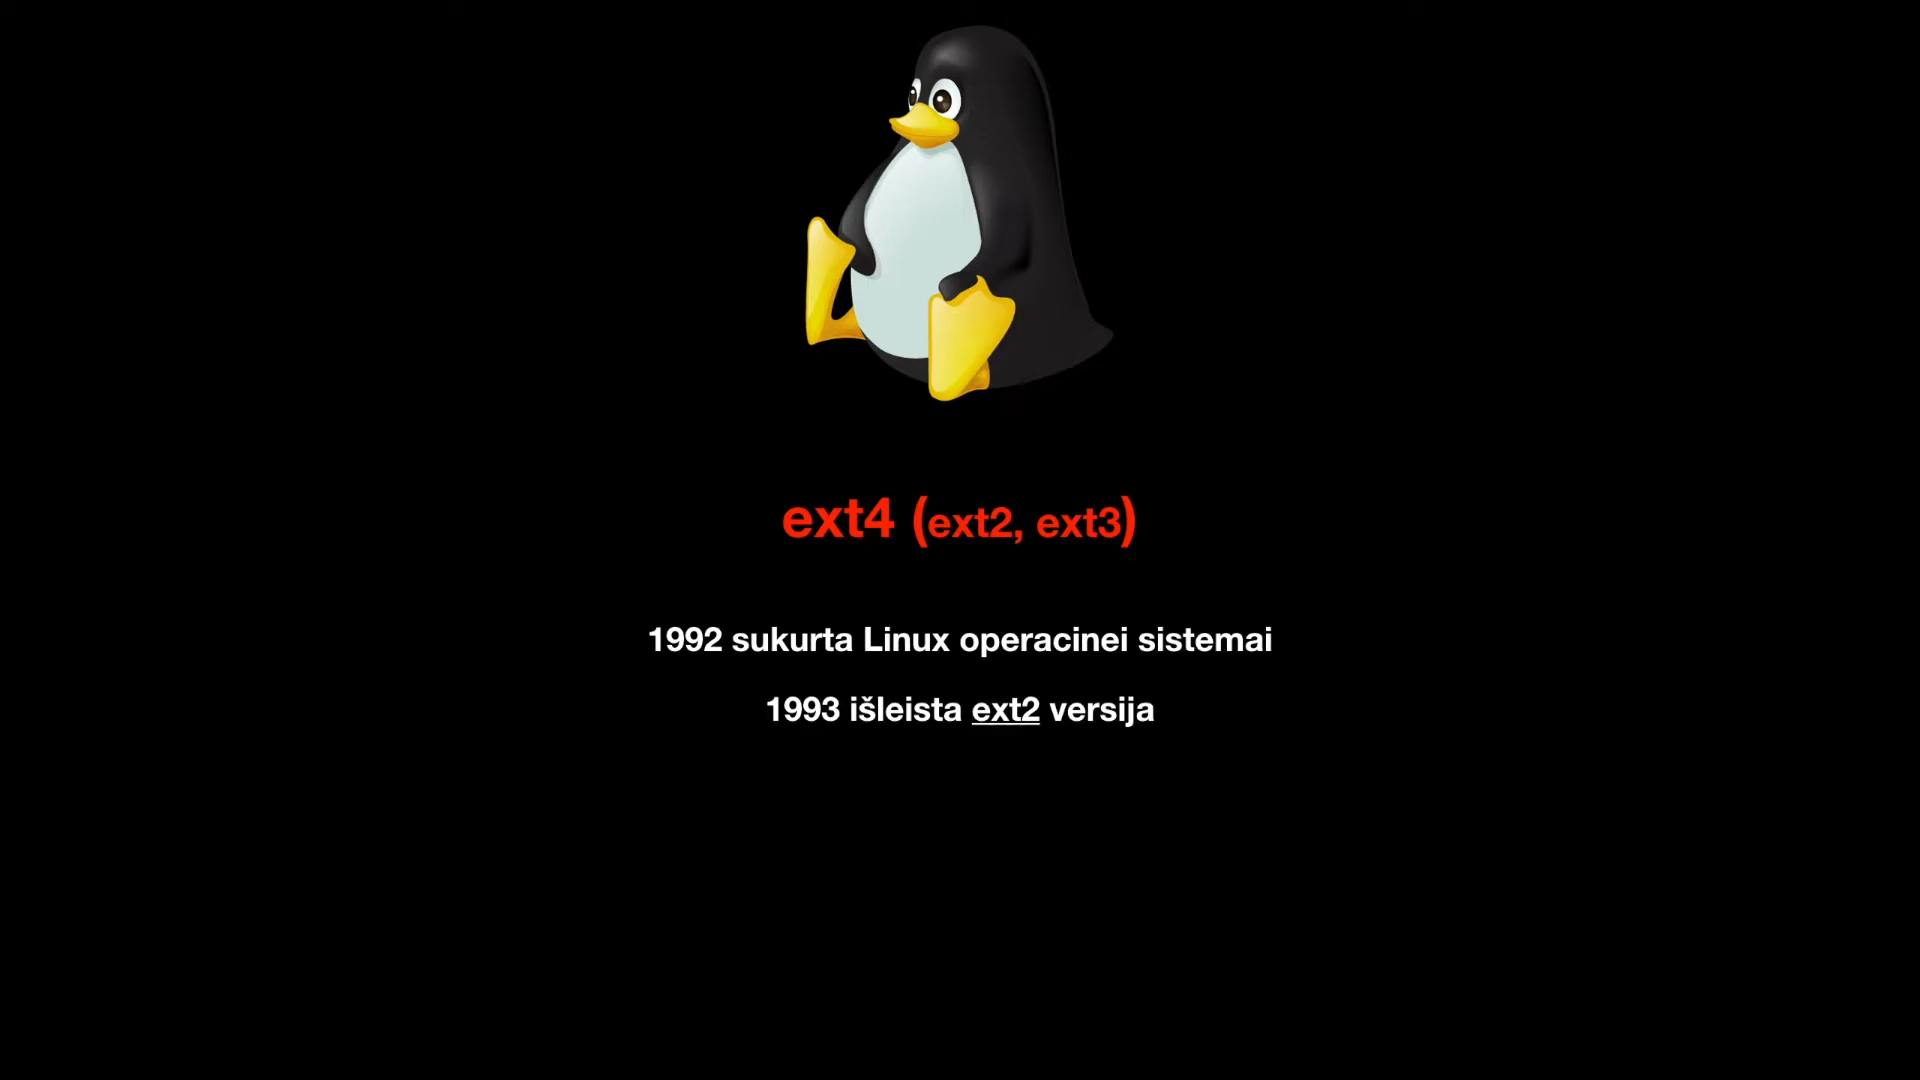 ext4 (ext2, ext3)
1992 sukurta Linux operacinei sistemai
1993 išleista ext2 versija